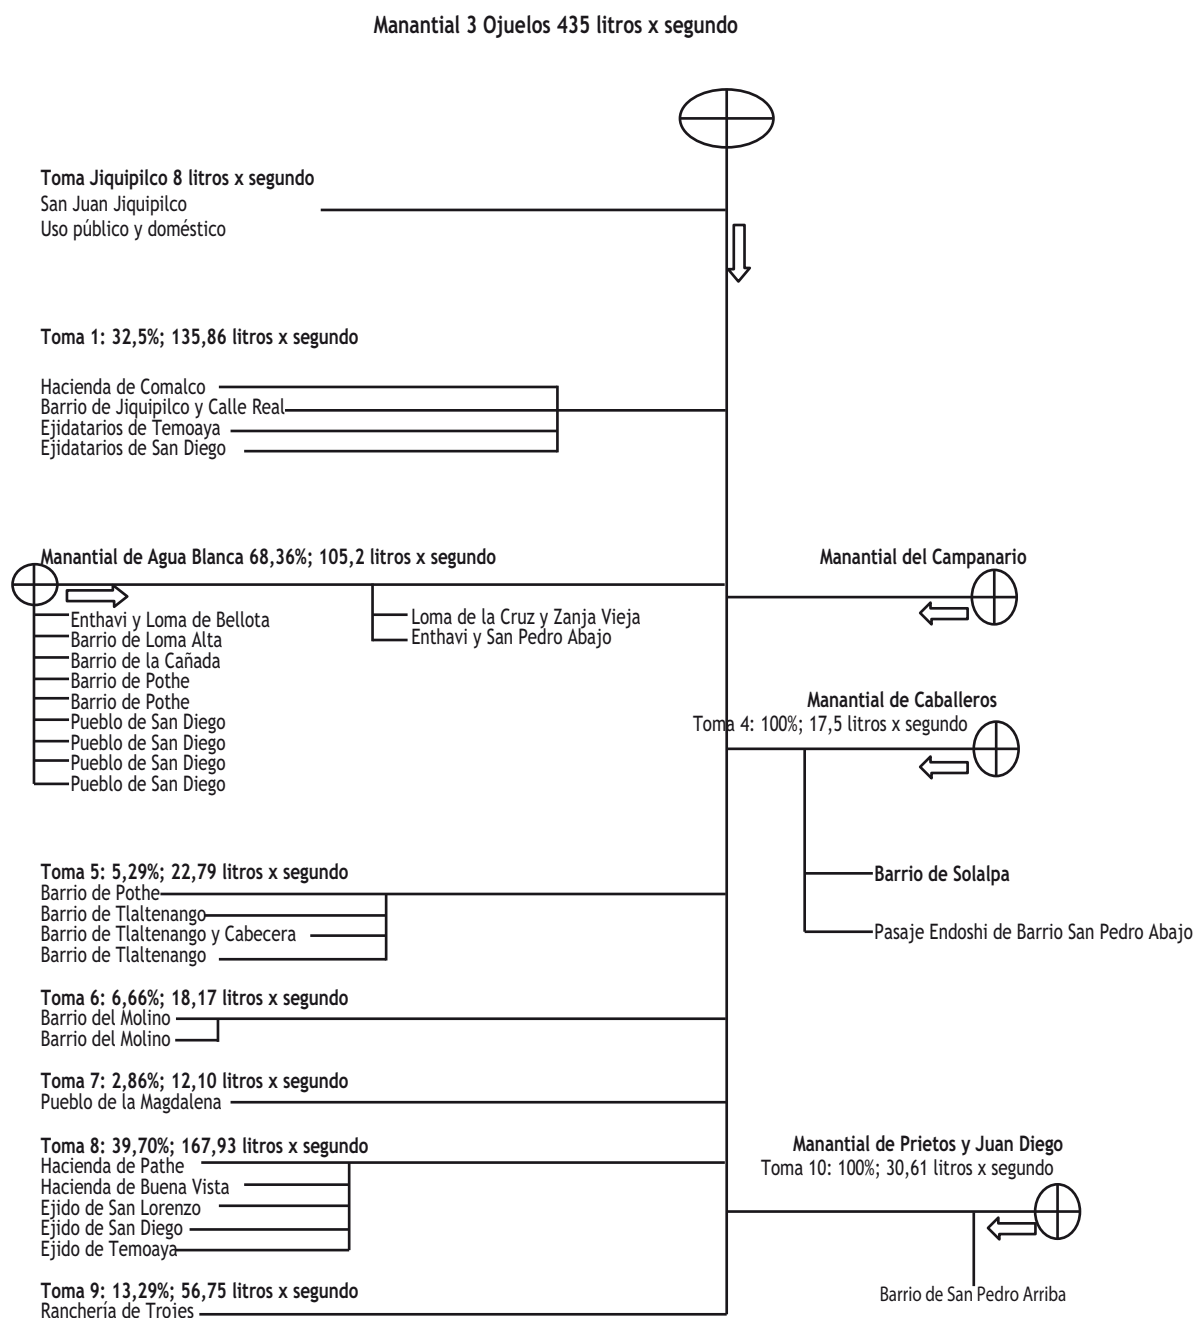 Manantial 3 Ojuelos 435 litros x segundo
Toma Jiquipilco 8 litros x segundo
San Juan Jiquipilco
Uso público y doméstico
Toma 1: 32,5%; 135,86 litros x segundo
Hacienda de Comalco
Barrio de Jiquipilco y Calle Real
Ejidatarios de Temoaya
Ejidatarios de San Diego
Manantial de Agua Blanca 68,36%; 105,2 litros x segundo
Enthavi y Loma de Bellota
Barrio de Loma Alta
Barrio de la Cañada
Barrio de Pothe
Barrio de Pothe
Pueblo de San Diego
Pueblo de San Diego
Pueblo de San Diego
Pueblo de San Diego
Loma de la Cruz y Zanja Vieja
Enthavi y San Pedro Abajo
Manantial del Campanario
Manantial de Caballeros
Toma 4: 100%; 17,5 litros x segundo
Barrio de Solalpa
Pasaje Endoshi de Barrio San Pedro Abajo
Toma 5: 5,29%; 22,79 litros x segundo
Barrio de Pothe
Barrio de Tlaltenango
Barrio de Tlaltenango y Cabecera
Barrio de Tlaltenango
Toma 6: 6,66%; 18,17 litros x segundo
Barrio del Molino
Barrio del Molino
Toma 7: 2,86%; 12,10 litros x segundo
Pueblo de la Magdalena
Toma 8: 39,70%; 167,93 litros x segundo
Hacienda de Pathe
Hacienda de Buena Vista
Ejido de San Lorenzo
Ejido de San Diego
Ejido de Temoaya
Manantial de Prietos y Juan Diego
Toma 10: 100%; 30,61 litros x segundo
Barrio de San Pedro Arriba
Toma 9: 13,29%; 56,75 litros x segundo
Ranchería de Trojes